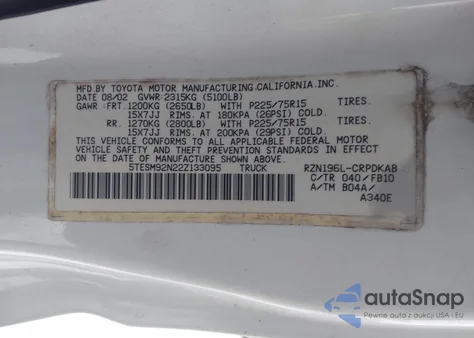 MFD.BY TOYOTA MOTOR MANUFACTURING.CALIFORNIA.INC.
DATE 08/02 GVWR:2315KG (5100LB)
GAWR: FRT. 1200KG (2650LB) WITH P225/75R15 TIRES.
15X7JJ RIMS. AT 180KPA (26PSI) COLD.
RR: 1270KG (2800LB) WITH P225/75R15 TIRES.
15X7JJ RIMS. AT 200KPA (29PSI) COLD.
THIS VEHICLE CONFORMS TO ALL APPLICABLE FEDERAL MOTOR
VEHICLE SAFETY AND THEFT PREVENTION STANDARDS IN
EFFECT ON THE DATE OF MANUFACTURE SHOWN ABOVE.
5TESM92N22Z133095 TRUCK RZN196L-CRPDKAB
C/TR 040/FB10
A/TM B04A/
A340E
autoSnap
Pewne auta z aukcji USA i EU